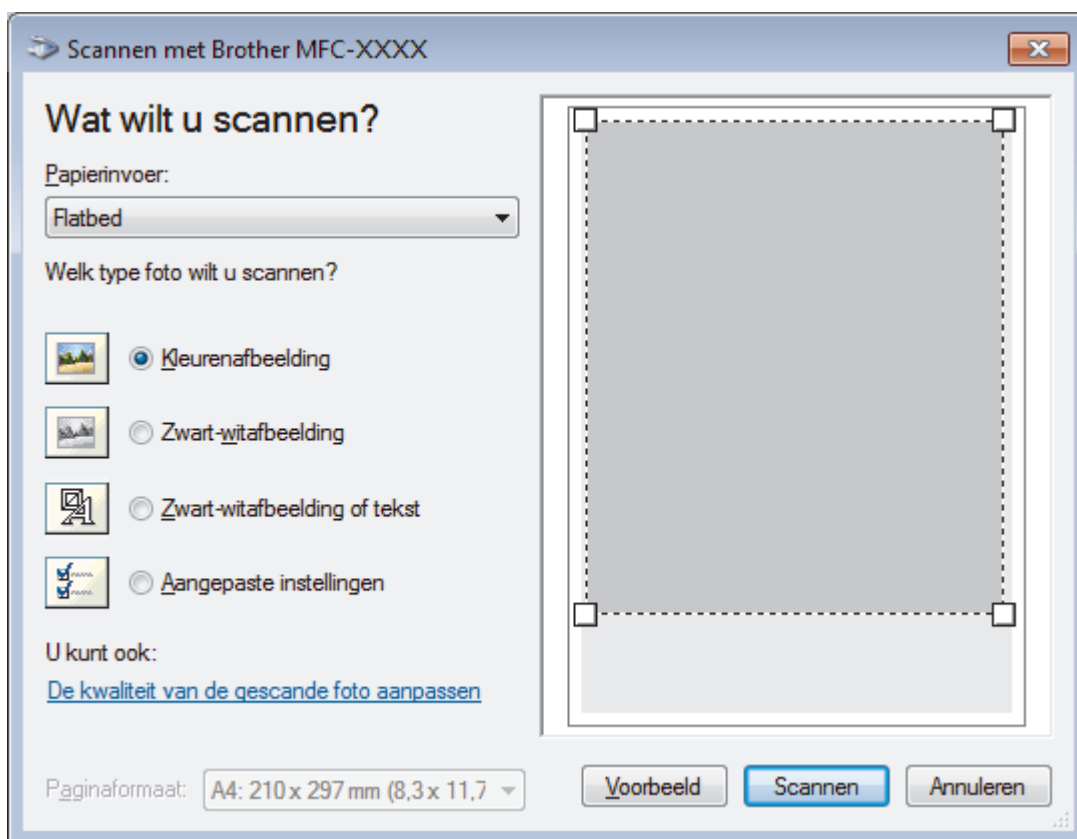 Scannen met Brother MFC-XXXX
Wat wilt u scannen?
Papierinvoer:
Flatbed
Welk type foto wilt u scannen?
Kleurenafbeelding
Zwart-witafbeelding
Zwart-witafbeelding of tekst
Aangepaste instellingen
U kunt ook:
De kwaliteit van de gescande foto aanpassen
Paginaformaat: A4: 210 x 297 mm (8,3 x 11,7
Voorbeeld Scannen Annuleren